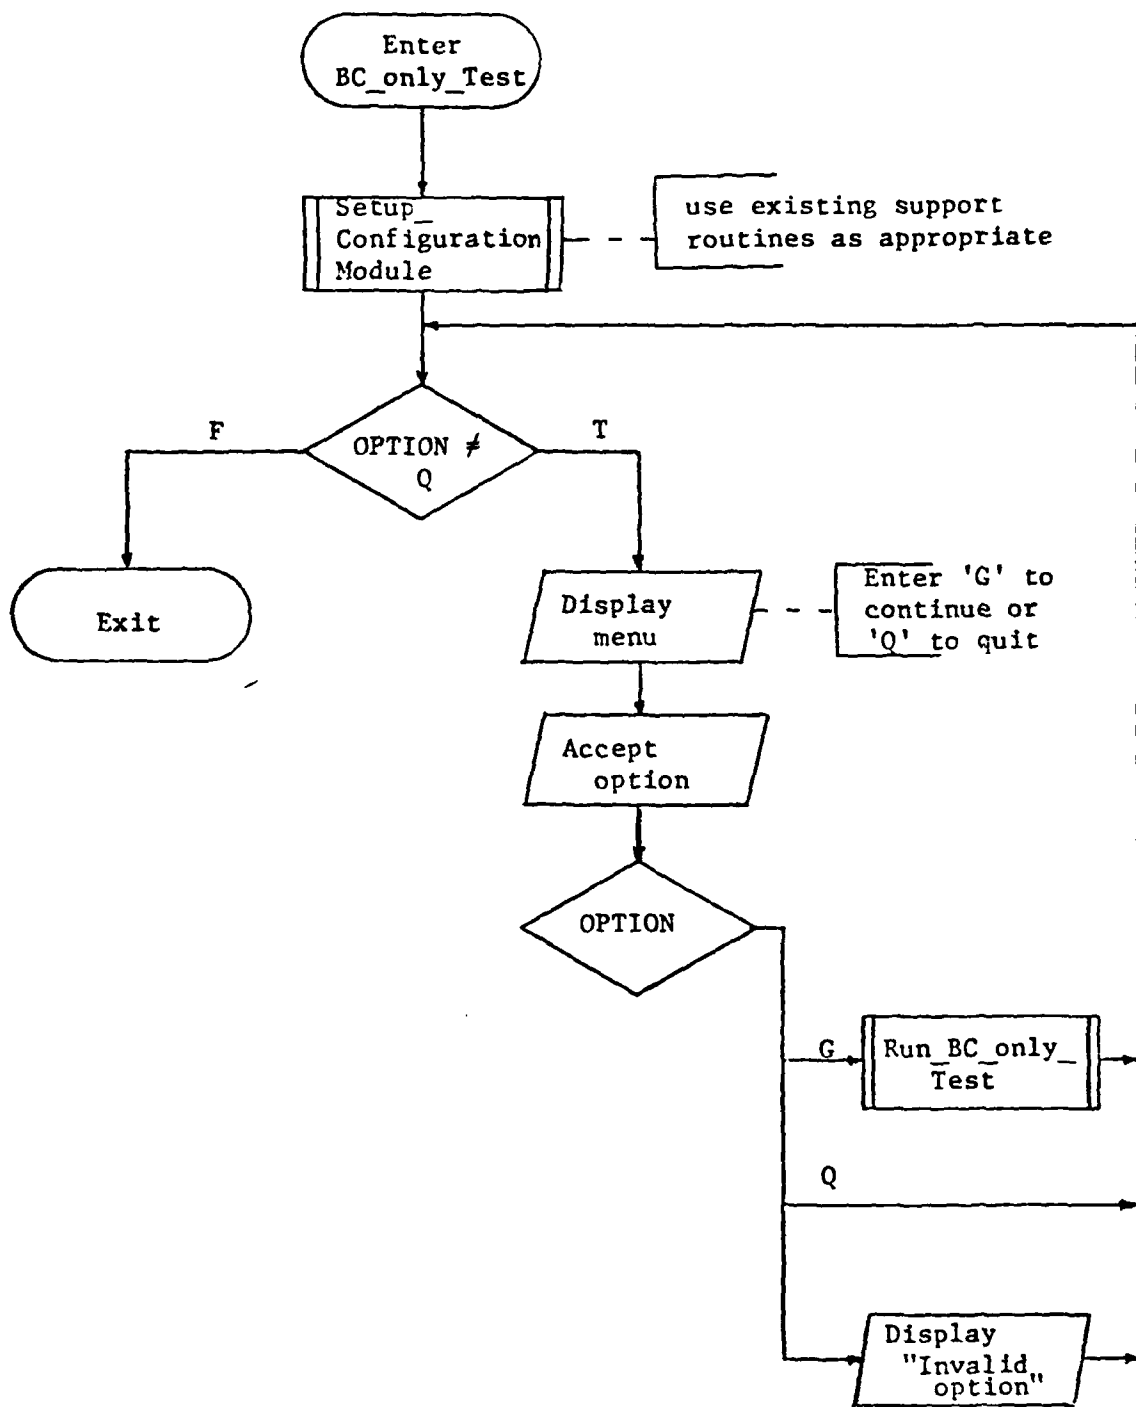 Enter
BC_only_Test
Setup_
Configuration
Module
use existing support
routines as appropriate
F
OPTION ≠
Q
T
Exit
Display
menu
Enter 'G' to
continue or
'Q' to quit
Accept
option
OPTION
G
Run_BC_only_
Test
Q
Display
"Invalid
option"